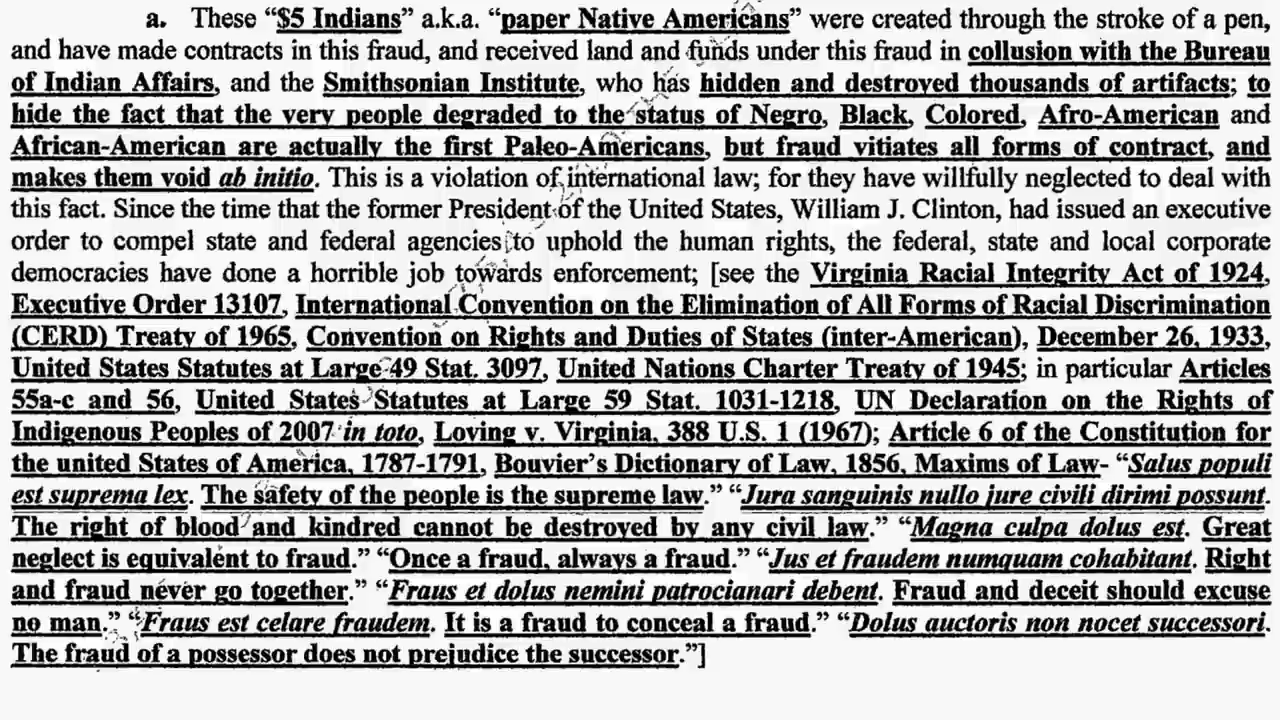 a. These “$5 Indians” a.k.a. “paper Native Americans” were created through the stroke of a pen,
and have made contracts in this fraud, and received land and funds under this fraud in collusion with the Bureau
of Indian Affairs, and the Smithsonian Institute, who has hidden and destroyed thousands of artifacts; to
hide the fact that the very people degraded to the status of Negro, Black, Colored, Afro-American and
African-American are actually the first Paleo-Americans, but fraud vitiates all forms of contract, and
makes them void ab initio. This is a violation of international law; for they have willfully neglected to deal with
this fact. Since the time that the former President of the United States, William J. Clinton, had issued an executive
order to compel state and federal agencies to uphold the human rights, the federal, state and local corporate
democracies have done a horrible job towards enforcement; [see the Virginia Racial Integrity Act of 1924,
Executive Order 13107, International Convention on the Elimination of All Forms of Racial Discrimination
(CERD) Treaty of 1965, Convention on Rights and Duties of States (inter-American), December 26, 1933,
United States Statutes at Large 49 Stat. 3097, United Nations Charter Treaty of 1945; in particular Articles
55a-c and 56, United States Statutes at Large 59 Stat. 1031-1218, UN Declaration on the Rights of
Indigenous Peoples of 2007 in toto, Loving v. Virginia, 388 U.S. 1 (1967); Article 6 of the Constitution for
the united States of America, 1787-1791, Bouvier’s Dictionary of Law, 1856, Maxims of Law- “Salus populi
est suprema lex. The safety of the people is the supreme law.” “Jura sanguinis nullo jure civili dirimi possunt.
The right of blood and kindred cannot be destroyed by any civil law.” “Magna culpa dolus est. Great
neglect is equivalent to fraud.” “Once a fraud, always a fraud.” “Jus et fraudem numquam cohabitant. Right
and fraud never go together.” “Fraus et dolus nemini patrocianari debent. Fraud and deceit should excuse
no man.” “Fraus est celare fraudem. It is a fraud to conceal a fraud.” “Dolus auctoris non nocet successori.
The fraud of a possessor does not prejudice the successor.”]